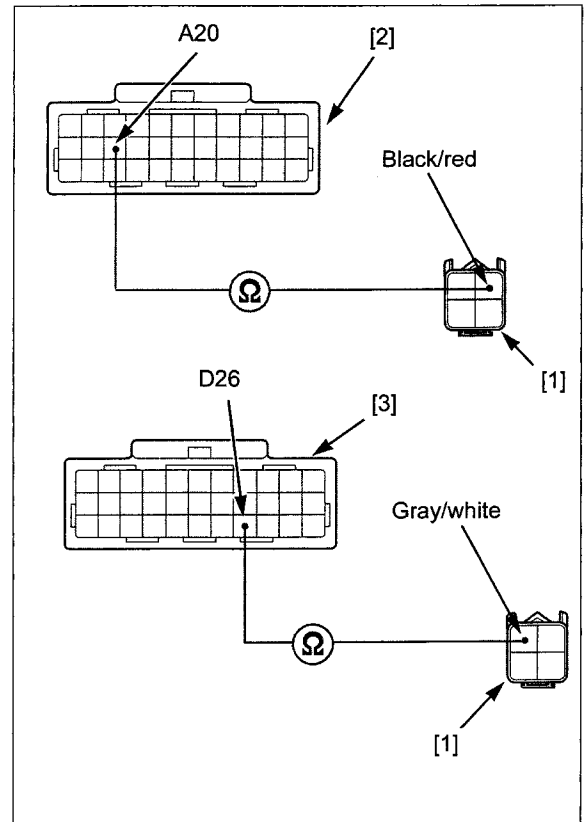 A20
[2]
Black/red
Ω
[1]
D26
[3]
Gray/white
Ω
[1]